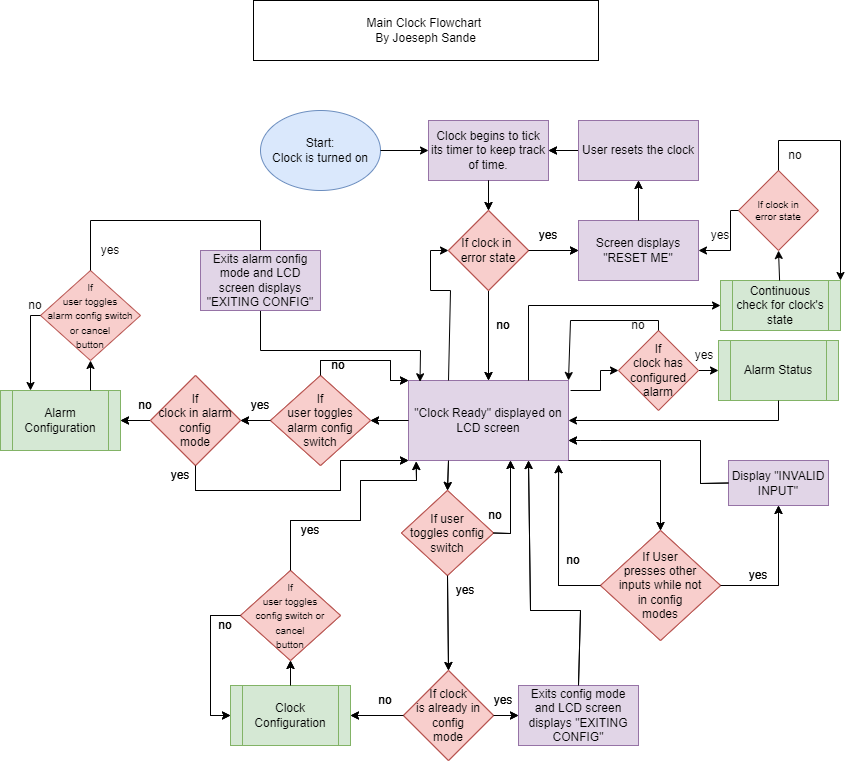 Main Clock Flowchart
By Joeseph Sande
Start:
Clock is turned on
Clock begins to tick
its timer to keep track
of time.
User resets the clock
no
If clock in
error state
yes
If clock in
error state
yes
Screen displays
"RESET ME"
yes
Exits alarm config
mode and LCD
screen displays
"EXITING CONFIG"
Continuous
check for clock's
state
If
user toggles
alarm config switch
or cancel
button
no
no
no
If
clock has
configured
alarm
yes
Alarm Status
no
Alarm
Configuration
no
If
clock in alarm
config
mode
yes
If
user toggles
alarm config
switch
"Clock Ready" displayed on
LCD screen
yes
Display "INVALID
INPUT"
If user
toggles config
switch
no
yes
If User
presses other
inputs while not
in config
modes
no
yes
yes
If
user toggles
config switch or
cancel
button
no
Clock
Configuration
no
If clock
is already in
config
mode
yes
Exits config mode
and LCD screen
displays "EXITING
CONFIG"